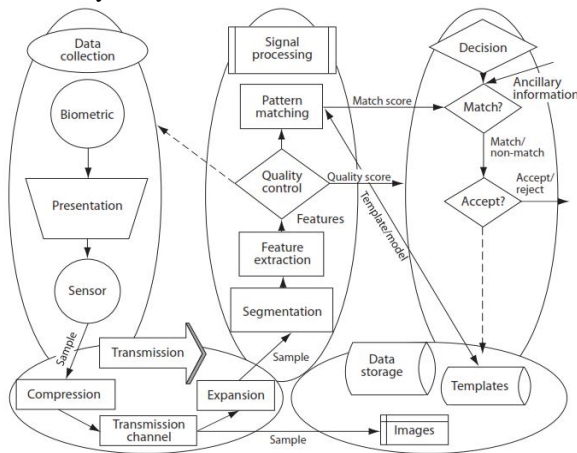 Data
collection
Biometric
Presentation
Sensor
Sample
Compression
Transmission
Transmission
channel
Expansion
Sample
Sample
Signal
processing
Pattern
matching
Quality
control
Features
Feature
extraction
Segmentation
Match score
Quality score
Template/model
Decision
Ancillary
information
Match?
Match/
non-match
Accept/
reject
Accept?
Data
storage
Templates
Images